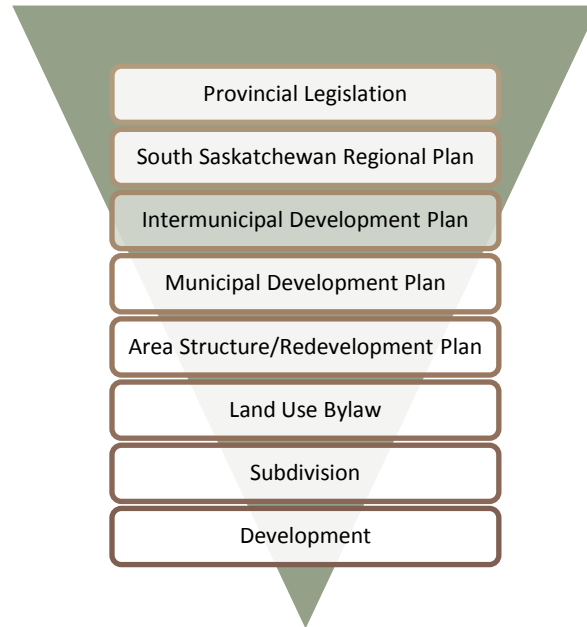 Provincial Legislation
South Saskatchewan Regional Plan
Intermunicipal Development Plan
Municipal Development Plan
Area Structure/Redevelopment Plan
Land Use Bylaw
Subdivision
Development